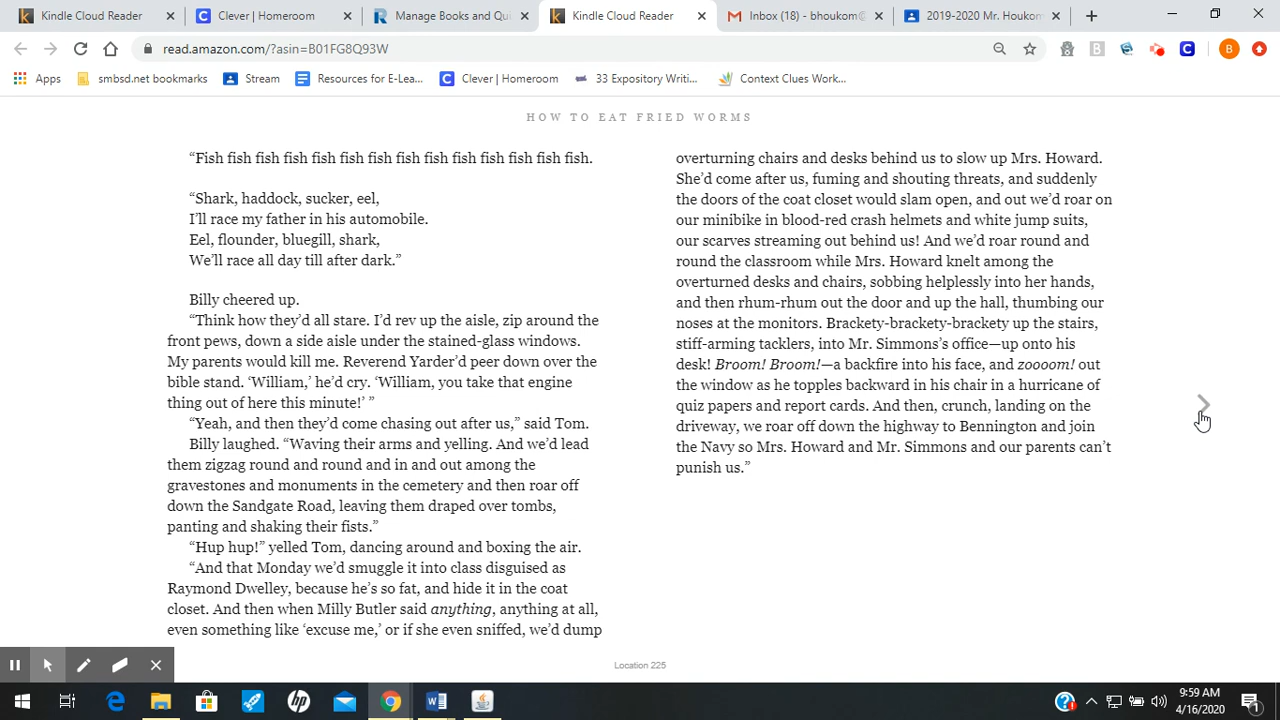 Kindle Cloud Reader
Clever | Homeroom
Manage Books and Qui
Kindle Cloud Reader
Inbox (18) - bhoukom@
2019-2020 Mr. Houkom
read.amazon.com/?asin=B01FG8Q93W
Apps
smbsd.net bookmarks
Stream
Resources for E-Lea...
Clever | Homeroom
33 Expository Writi...
Context Clues Work...
HOW TO EAT FRIED WORMS
“Fish fish fish fish fish fish fish fish fish fish fish fish fish fish.
“Shark, haddock, sucker, eel,
I’ll race my father in his automobile.
Eel, flounder, bluegill, shark,
We’ll race all day till after dark.”
Billy cheered up.
“Think how they’d all stare. I’d rev up the aisle, zip around the
front pews, down a side aisle under the stained-glass windows.
My parents would kill me. Reverend Yarder’d peer down over the
bible stand. ‘William,’ he’d cry. ‘William, you take that engine
thing out of here this minute!’ ”
“Yeah, and then they’d come chasing out after us,” said Tom.
Billy laughed. “Waving their arms and yelling. And we’d lead
them zigzag round and round and in and out among the
gravestones and monuments in the cemetery and then roar off
down the Sandgate Road, leaving them draped over tombs,
panting and shaking their fists.”
“Hup hup!” yelled Tom, dancing around and boxing the air.
“And that Monday we’d smuggle it into class disguised as
Raymond Dwelley, because he’s so fat, and hide it in the coat
closet. And then when Milly Butler said anything, anything at all,
even something like ‘excuse me,’ or if she even sniffed, we’d dump
overturning chairs and desks behind us to slow up Mrs. Howard.
She’d come after us, fuming and shouting threats, and suddenly
the doors of the coat closet would slam open, and out we’d roar on
our minibike in blood-red crash helmets and white jump suits,
our scarves streaming out behind us! And we’d roar round and
round the classroom while Mrs. Howard knelt among the
overturned desks and chairs, sobbing helplessly into her hands,
and then rhum-rhum out the door and up the hall, thumbing our
noses at the monitors. Brackety-brackety-brackety up the stairs,
stiff-arming tacklers, into Mr. Simmons’s office—up onto his
desk! Broom! Broom!—a backfire into his face, and zoooom! out
the window as he topples backward in his chair in a hurricane of
quiz papers and report cards. And then, crunch, landing on the
driveway, we roar off down the highway to Bennington and join
the Navy so Mrs. Howard and Mr. Simmons and our parents can’t
punish us.”
Location 225
9:59 AM
4/16/2020